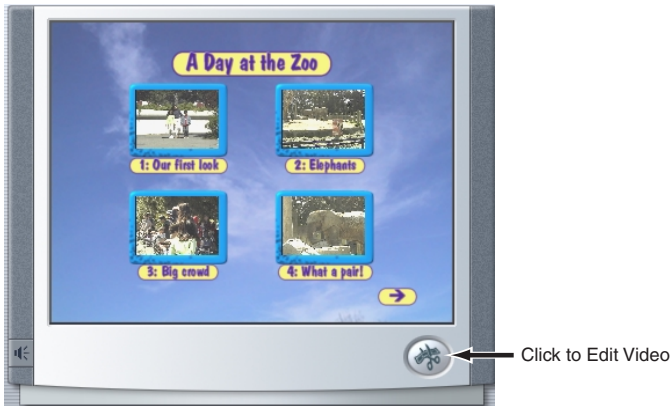 A Day at the Zoo
1: Our first look
2: Elephants
3: Big crowd
4: What a pair!
Click to Edit Video